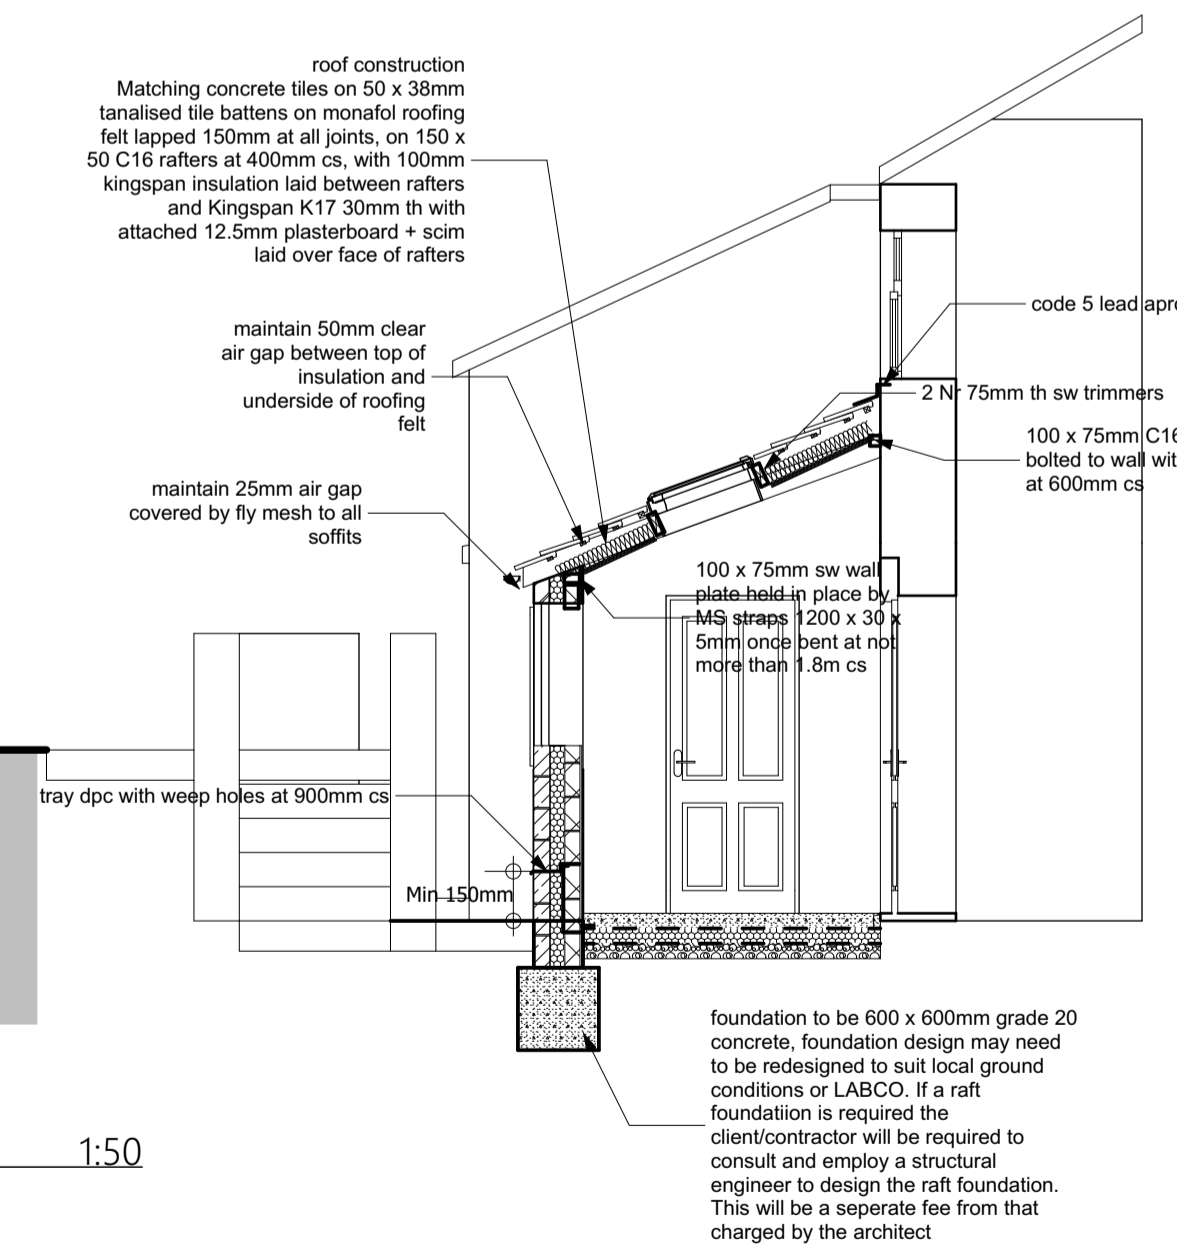 roof construction
Matching concrete tiles on 50 x 38mm
tanalised tile battens on monafol roofing
felt lapped 150mm at all joints, on 150 x
50 C16 rafters at 400mm cs, with 100mm
kingspan insulation laid between rafters
and Kingspan K17 30mm th with
attached 12.5mm plasterboard + scim
laid over face of rafters
maintain 50mm clear
air gap between top of
insulation and
underside of roofing
felt
maintain 25mm air gap
covered by fly mesh to all
soffits
code 5 lead apro
2 Nr 75mm th sw trimmers
100 x 75mm C16
bolted to wall wit
at 600mm cs
100 x 75mm sw wall
plate held in place by
MS straps 1200 x 30 x
5mm once bent at not
more than 1.8m cs
tray dpc with weep holes at 900mm cs
Min 150mm
foundation to be 600 x 600mm grade 20
concrete, foundation design may need
to be redesigned to suit local ground
conditions or LABCO. If a raft
foundatiion is required the
client/contractor will be required to
consult and employ a structural
engineer to design the raft foundation.
This will be a seperate fee from that
charged by the architect
1:50